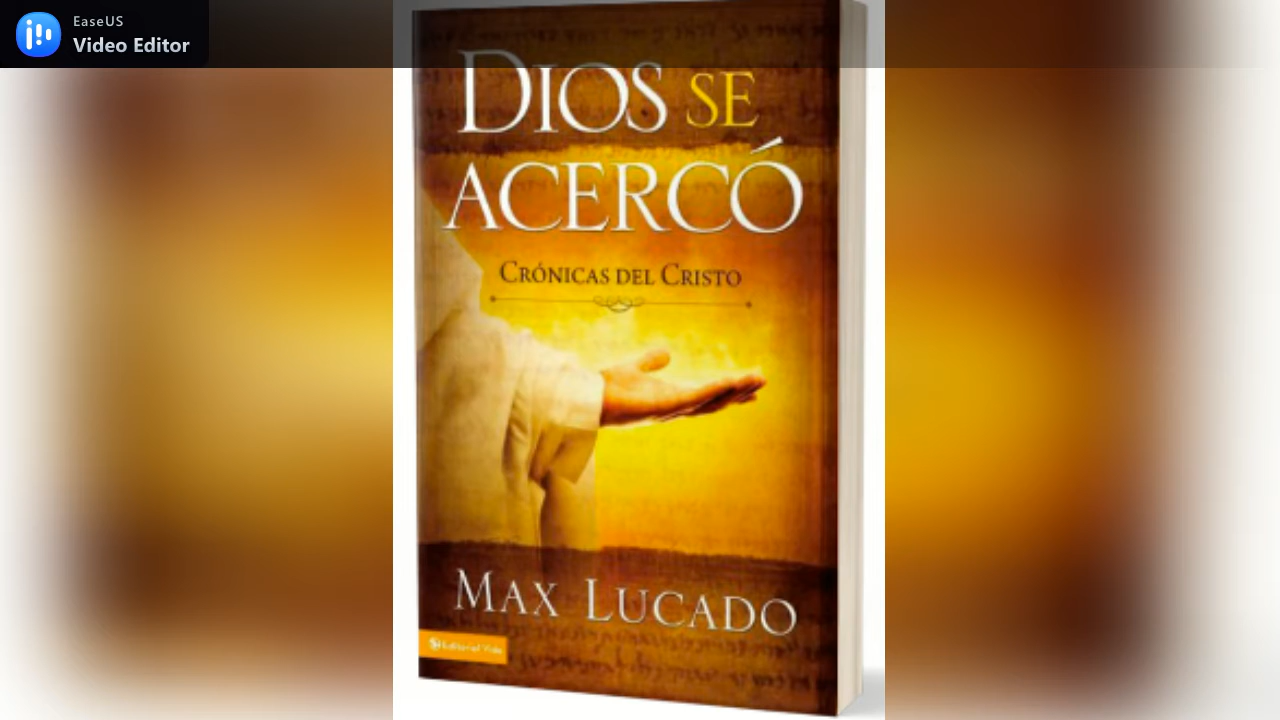 EaseUS
Video Editor
DIOS SE
ACERCÓ
CRÓNICAS DEL CRISTO
MAX LUCADO
Editorial Vida